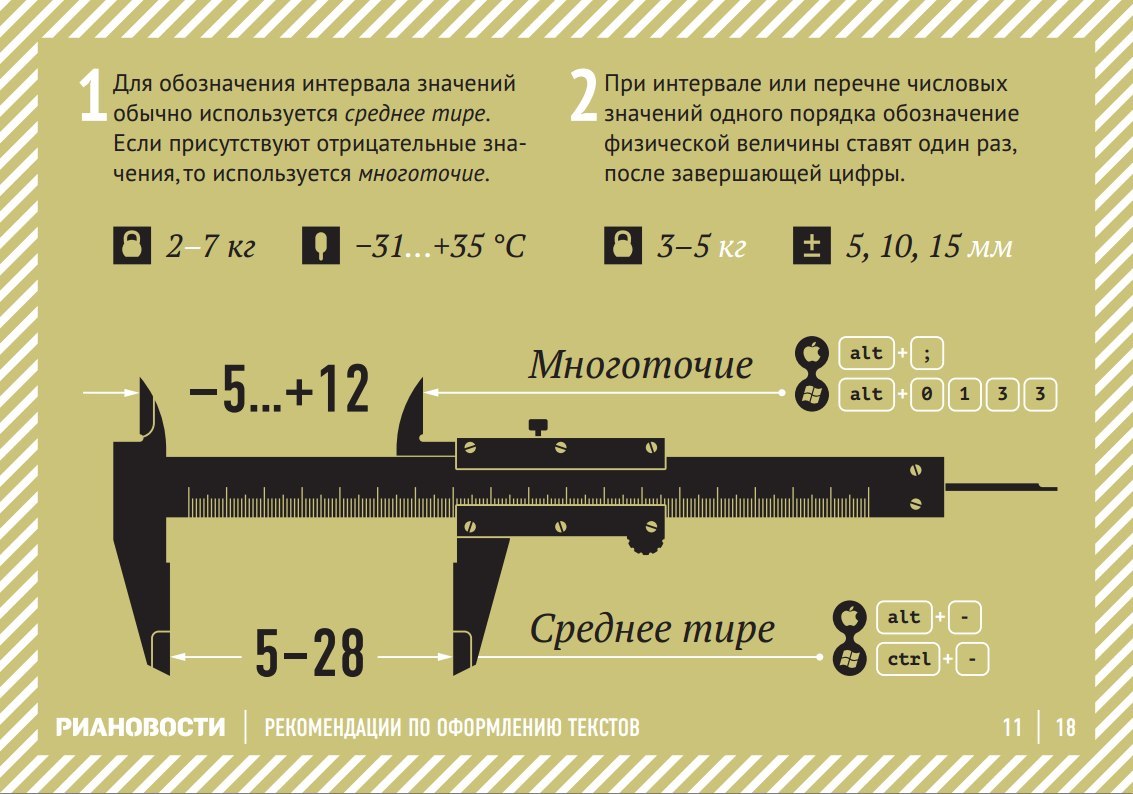 1
Для обозначения интервала значений
обычно используется среднее тире.
Если присутствуют отрицательные зна-
чения, то используется многоточие.
2–7 кг
−31...+35 °C
2
При интервале или перечне числовых
значений одного порядка обозначение
физической величины ставят один раз,
после завершающей цифры.
3–5 кг
± 5, 10, 15 мм
−5...+12
Многоточие
alt + ;
alt + 0 1 3 3
5–28
Среднее тире
alt + -
ctrl + -
РИАНОВОСТИ | РЕКОМЕНДАЦИИ ПО ОФОРМЛЕНИЮ ТЕКСТОВ
11 | 18